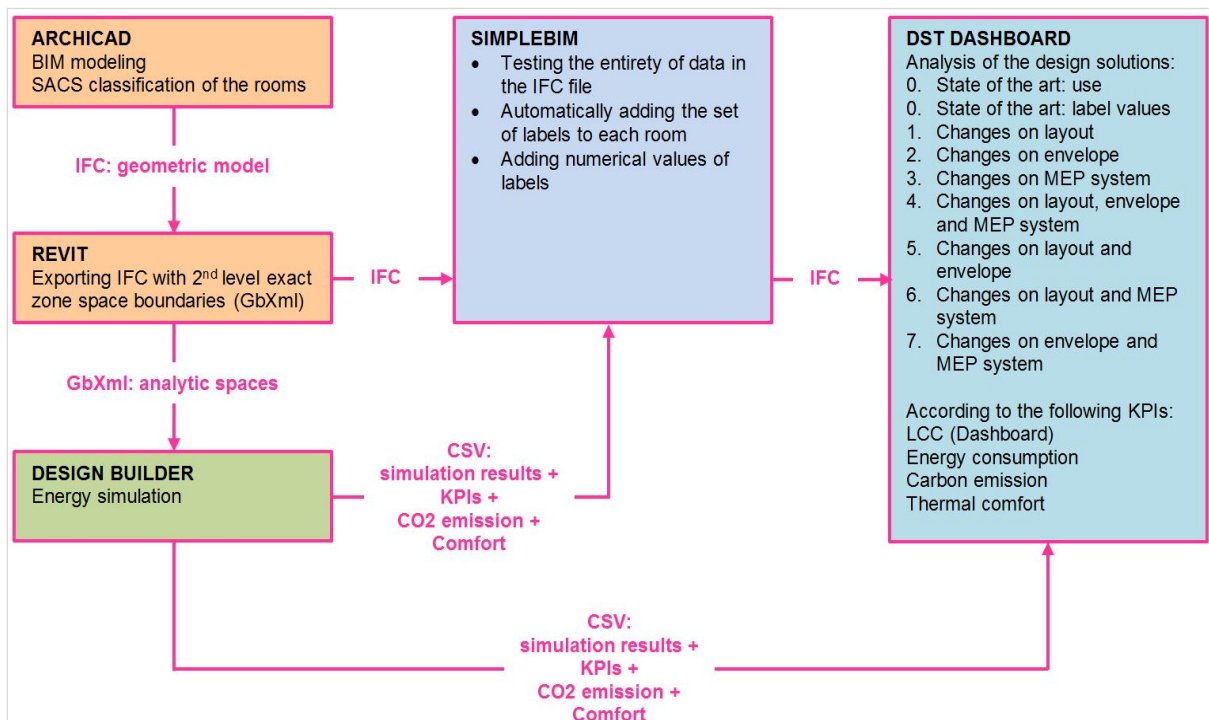 ARCHICAD
BIM modeling
SACS classification of the rooms
IFC: geometric model
REVIT
Exporting IFC with 2nd level exact
zone space boundaries (GbXml)
GbXml: analytic spaces
DESIGN BUILDER
Energy simulation
IFC
SIMPLEBIM
• Testing the entirety of data in
the IFC file
• Automatically adding the set
of labels to each room
• Adding numerical values of
labels
CSV:
simulation results +
KPIs +
CO2 emission +
Comfort
IFC
DST DASHBOARD
Analysis of the design solutions:
0. State of the art: use
0. State of the art: label values
1. Changes on layout
2. Changes on envelope
3. Changes on MEP system
4. Changes on layout, envelope
and MEP system
5. Changes on layout and
envelope
6. Changes on layout and MEP
system
7. Changes on envelope and
MEP system
According to the following KPIs:
LCC (Dashboard)
Energy consumption
Carbon emission
Thermal comfort
CSV:
simulation results +
KPIs +
CO2 emission +
Comfort